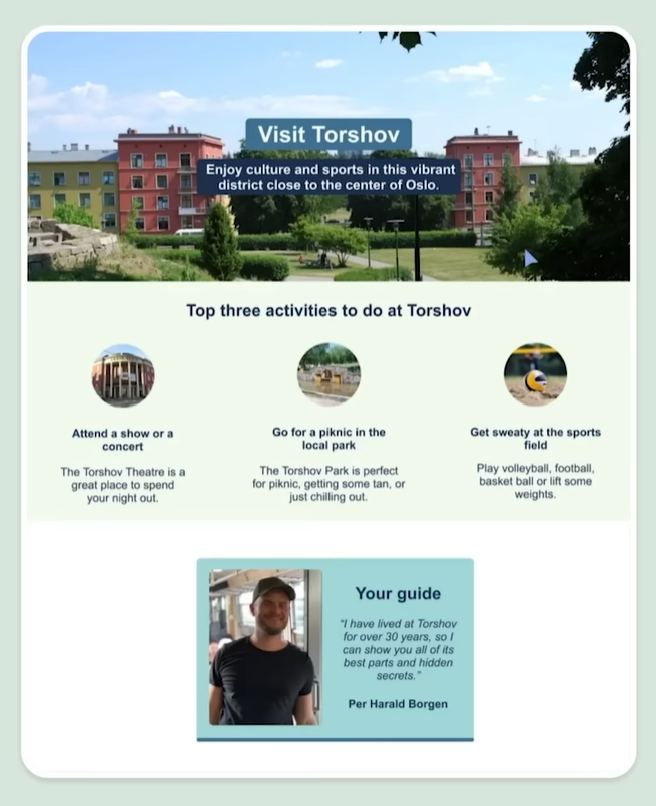 Visit Torshov
Enjoy culture and sports in this vibrant
district close to the center of Oslo.
Top three activities to do at Torshov
Attend a show or a
concert
The Torshov Theatre is a
great place to spend
your night out.
Go for a piknic in the
local park
The Torshov Park is perfect
for piknic, getting some tan, or
just chilling out.
Get sweaty at the sports
field
Play volleyball, football,
basket ball or lift some
weights.
Your guide
"I have lived at Torshov
for over 30 years, so I
can show you all of its
best parts and hidden
secrets."
Per Harald Borgen